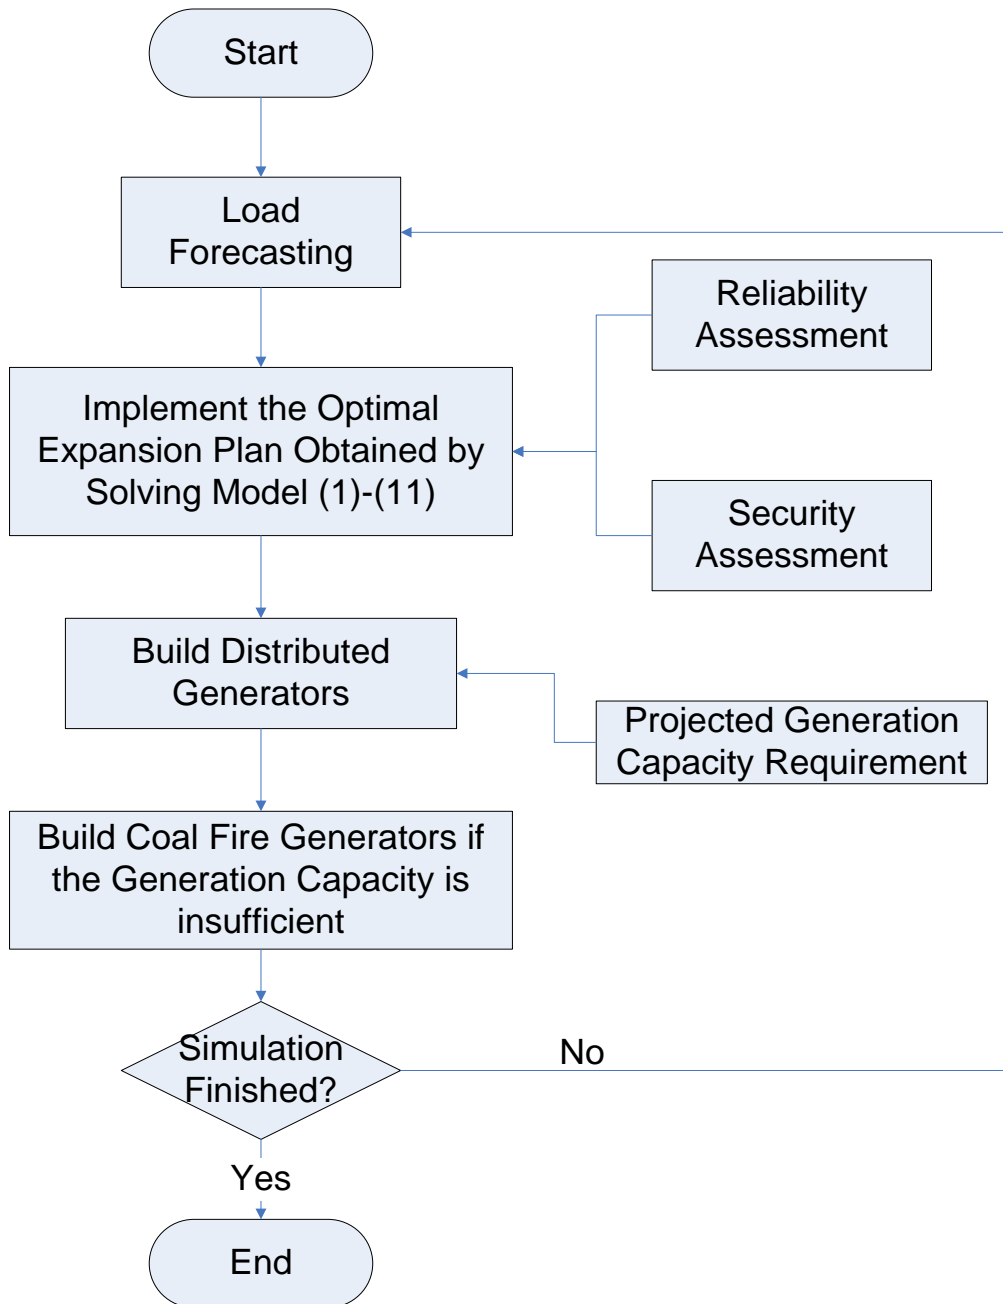 Start
Load
Forecasting
Reliability
Assessment
Implement the Optimal
Expansion Plan Obtained by
Solving Model (1)-(11)
Security
Assessment
Build Distributed
Generators
Projected Generation
Capacity Requirement
Build Coal Fire Generators if
the Generation Capacity is
insufficient
Simulation
Finished?
No
Yes
End